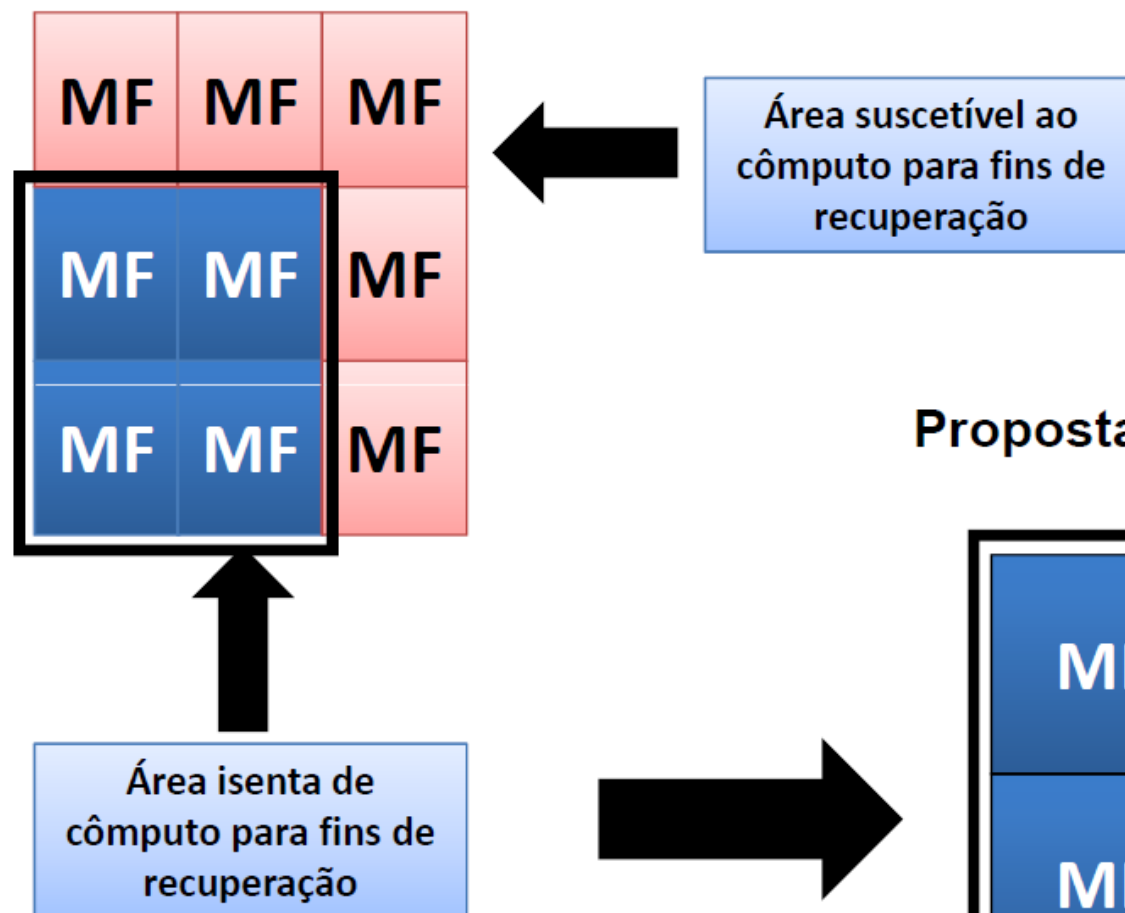 MF MF MF
Área suscetível ao
cômputo para fins de
recuperação
MF MF MF
MF MF MF
Proposta
Área isenta de
cômputo para fins de
recuperação